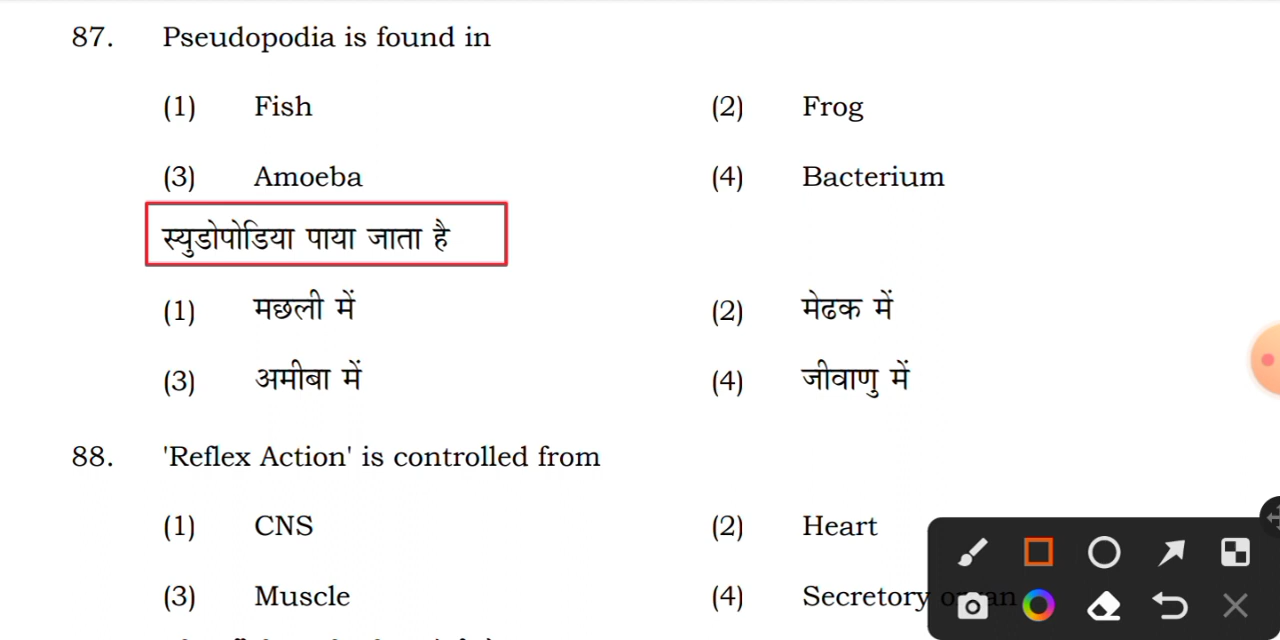 87. Pseudopodia is found in
(1) Fish (2) Frog
(3) Amoeba (4) Bacterium
स्युडोपोडिया पाया जाता है
(1) मछली में (2) मेढक में
(3) अमीबा में (4) जीवाणु में
88. 'Reflex Action' is controlled from
(1) CNS (2) Heart
(3) Muscle (4) Secretory organ